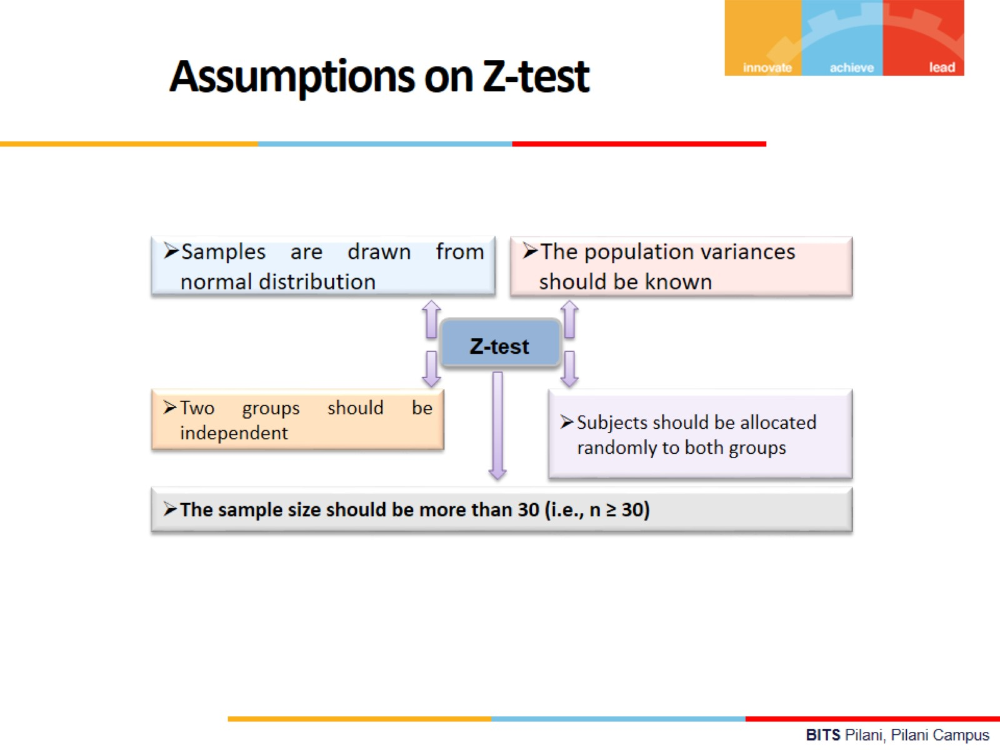 innovate achieve lead
Assumptions on Z-test
➢Samples are drawn from
normal distribution
➢The population variances
should be known
Z-test
➢Two groups should be
independent
➢Subjects should be allocated
randomly to both groups
➢The sample size should be more than 30 (i.e., n ≥ 30)
BITS Pilani, Pilani Campus